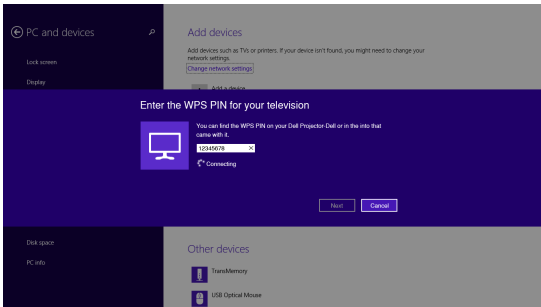 PC and devices
Lock screen
Display
Add devices
Add devices such as TVs or printers. If your device isn't found, you might need to change your
network settings.
Change network settings
Add a device
Enter the WPS PIN for your television
You can find the WPS PIN on your Dell Projector-Dell or in the into that
came with it.
12345678
Connecting
Next
Cancel
Disk space
PC info
Other devices
TransMemory
USB Optical Mouse